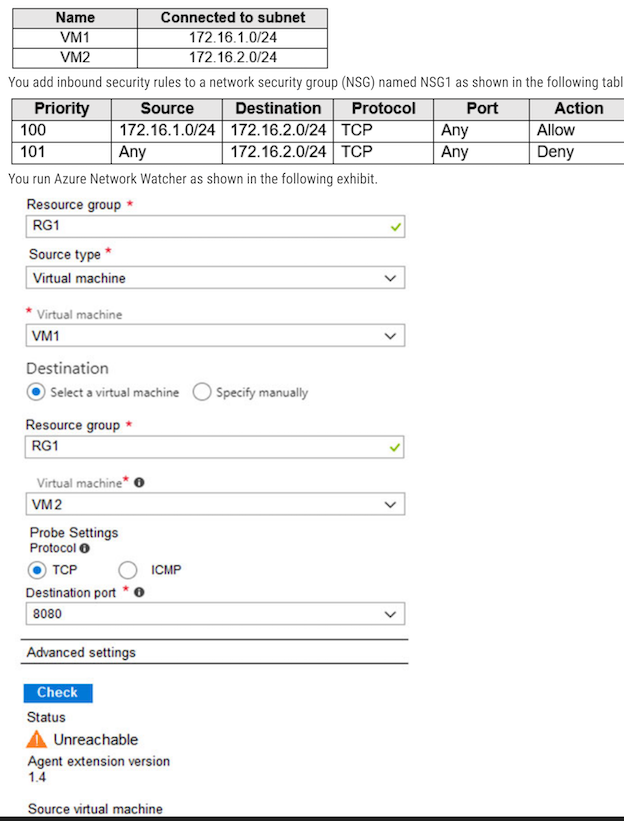 Name Connected to subnet
VM1 172.16.1.0/24
VM2 172.16.2.0/24
You add inbound security rules to a network security group (NSG) named NSG1 as shown in the following tabl
Priority Source Destination Protocol Port Action
100 172.16.1.0/24 172.16.2.0/24 TCP Any Allow
101 Any 172.16.2.0/24 TCP Any Deny
You run Azure Network Watcher as shown in the following exhibit.
Resource group *
RG1
Source type *
Virtual machine
* Virtual machine
VM1
Destination
Select a virtual machine Specify manually
Resource group *
RG1
Virtual machine*
VM2
Probe Settings
Protocol
TCP ICMP
Destination port *
8080
Advanced settings
Check
Status
Unreachable
Agent extension version
1.4
Source virtual machine